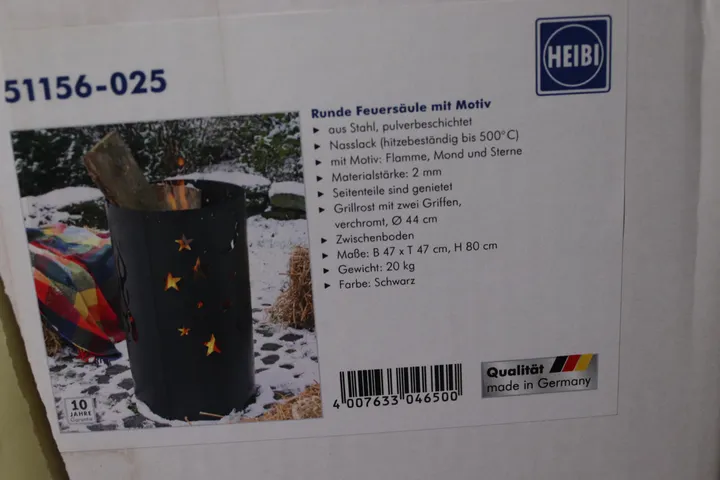 51156-025
HEIBI
Runde Feuersäule mit Motiv
▸ aus Stahl, pulverbeschichtet
▸ Nasslack (hitzebeständig bis 500°C)
▸ mit Motiv: Flamme, Mond und Sterne
▸ Materialstärke: 2 mm
▸ Seitenteile sind genietet
▸ Grillrost mit zwei Griffen,
verchromt, Ø 44 cm
▸ Zwischenboden
▸ Maße: B 47 x T 47 cm, H 80 cm
▸ Gewicht: 20 kg
▸ Farbe: Schwarz
10
JAHRE
Garantie
4 007633 046500
Qualität
made in Germany